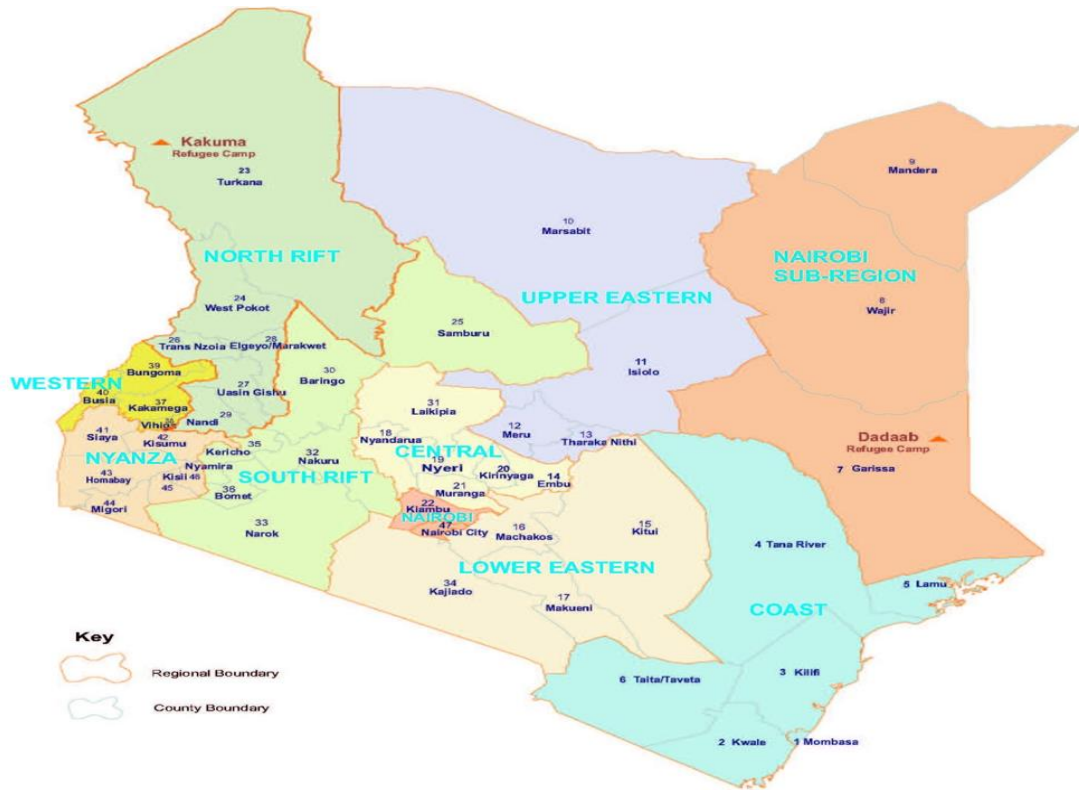 Kakuma
Refugee Camp
23
Turkana
9
Mandera
10
Marsabit
NORTH RIFT
NAIROBI
SUB-REGION
24
West Pokot
UPPER EASTERN
8
Wajir
25
Samburu
26
Trans Nzoia
28
Elgeyo/Marakwet
39
Bungoma
30
Baringo
11
Isiolo
WESTERN
40
Busia
37
Kakamega
27
Uasin Gishu
31
Laikipia
Vihiga
29
Nandi
41
Siaya
42
Kisumu
18
Nyandarua
12
Meru
13
Tharaka Nithi
Dadaab
Refugee Camp
NYANZA
35
Kericho
32
Nakuru
CENTRAL
19
Nyeri
20
Kirinyaga
14
Embu
7 Garissa
43
Homabay
Nyamira
Kisii 46
45
SOUTH RIFT
38
Bomet
21
Muranga
44
Migori
22
Kiambu
NAIROBI
47
Nairobi City
33
Narok
16
Machakos
15
Kitui
4 Tana River
LOWER EASTERN
34
Kajiado
17
Makueni
5 Lamu
COAST
6 Taita/Taveta
3 Kilifi
2 Kwale
1 Mombasa
Key
Regional Boundary
County Boundary